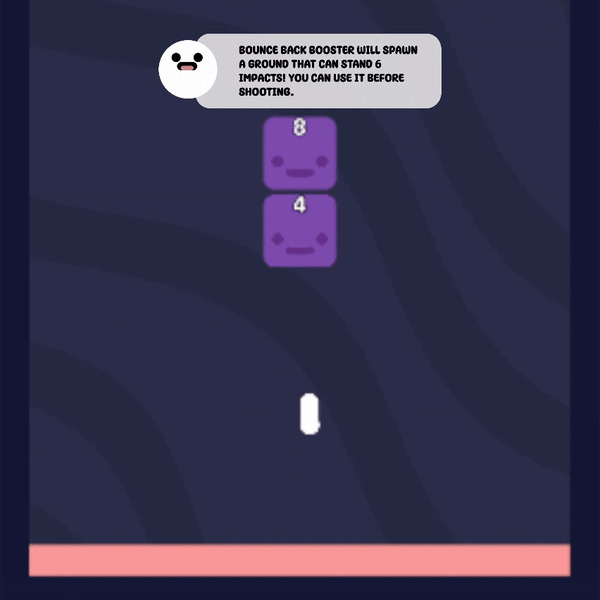 BOUNCE BACK BOOSTER WILL SPAWN
A GROUND THAT CAN STAND 6
IMPACTS! YOU CAN USE IT BEFORE
SHOOTING.
8
4